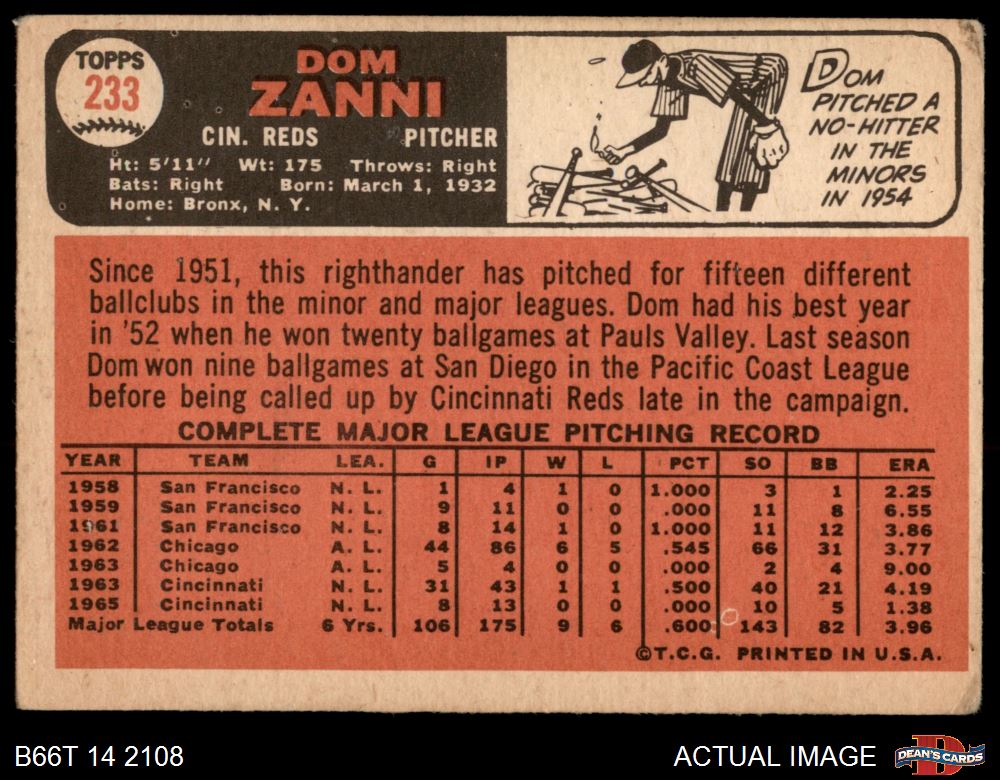 TOPPS
233
DOM
ZANNI
CIN. REDS PITCHER
Ht: 5'11" Wt: 175 Throws: Right
Bats: Right Born: March 1, 1932
Home: Bronx, N. Y.
DOM
PITCHED A
NO-HITTER
IN THE
MINORS
IN 1954
Since 1951, this righthander has pitched for fifteen different
ballclubs in the minor and major leagues. Dom had his best year
in '52 when he won twenty ballgames at Pauls Valley. Last season
Dom won nine ballgames at San Diego in the Pacific Coast League
before being called up by Cincinnati Reds late in the campaign.
COMPLETE MAJOR LEAGUE PITCHING RECORD
YEAR TEAM LEA. G IP W L PCT SO BB ERA
1958 San Francisco N. L. 1 4 1 0 1.000 3 1 2.25
1959 San Francisco N. L. 9 11 0 0 .000 11 8 6.55
1961 San Francisco N. L. 8 14 1 0 1.000 11 12 3.86
1962 Chicago A. L. 44 86 6 5 .545 66 31 3.77
1963 Chicago A. L. 5 4 0 0 .000 2 4 9.00
1963 Cincinnati N. L. 31 43 1 1 .500 40 21 4.19
1965 Cincinnati N. L. 8 13 0 0 .000 10 5 1.38
Major League Totals 6 Yrs. 106 175 9 6 .600 143 82 3.96
©T.C.G. PRINTED IN U.S.A.
B66T 14 2108
ACTUAL IMAGE
DEAN'S CARDS